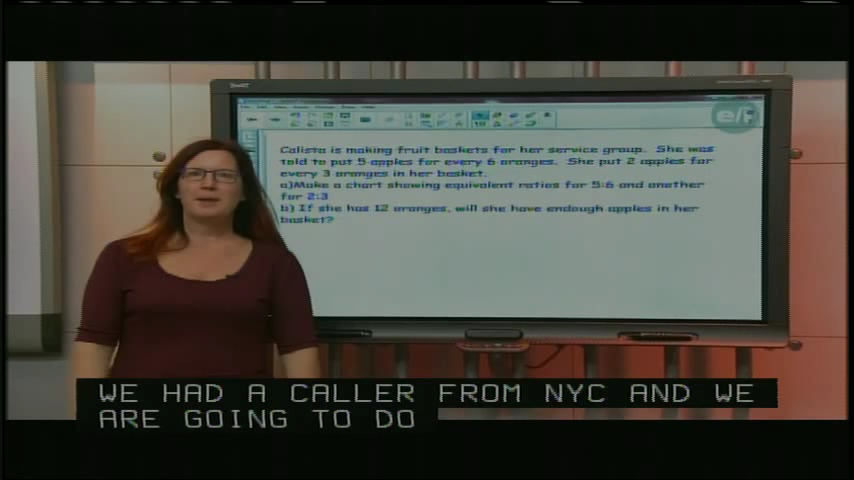 SMART
e/i
Calista is making fruit baskets for her service group. She was
told to put 5 apples for every 6 oranges. She put 2 apples for
every 3 oranges in her basket.
a)Make a chart showing equivalent ratios for 5:6 and another
for 2:3
b) If she has 12 oranges, will she have endough apples in her
basket?
WE HAD A CALLER FROM NYC AND WE
ARE GOING TO DO